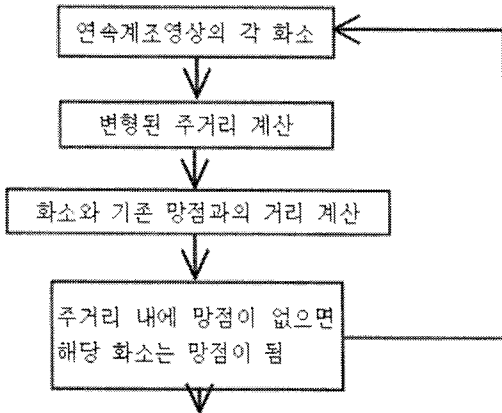 연속계조영상의 각 화소
변형된 주거리 계산
화소와 기존 망점과의 거리 계산
주거리 내에 망점이 없으면
해당 화소는 망점이 됨